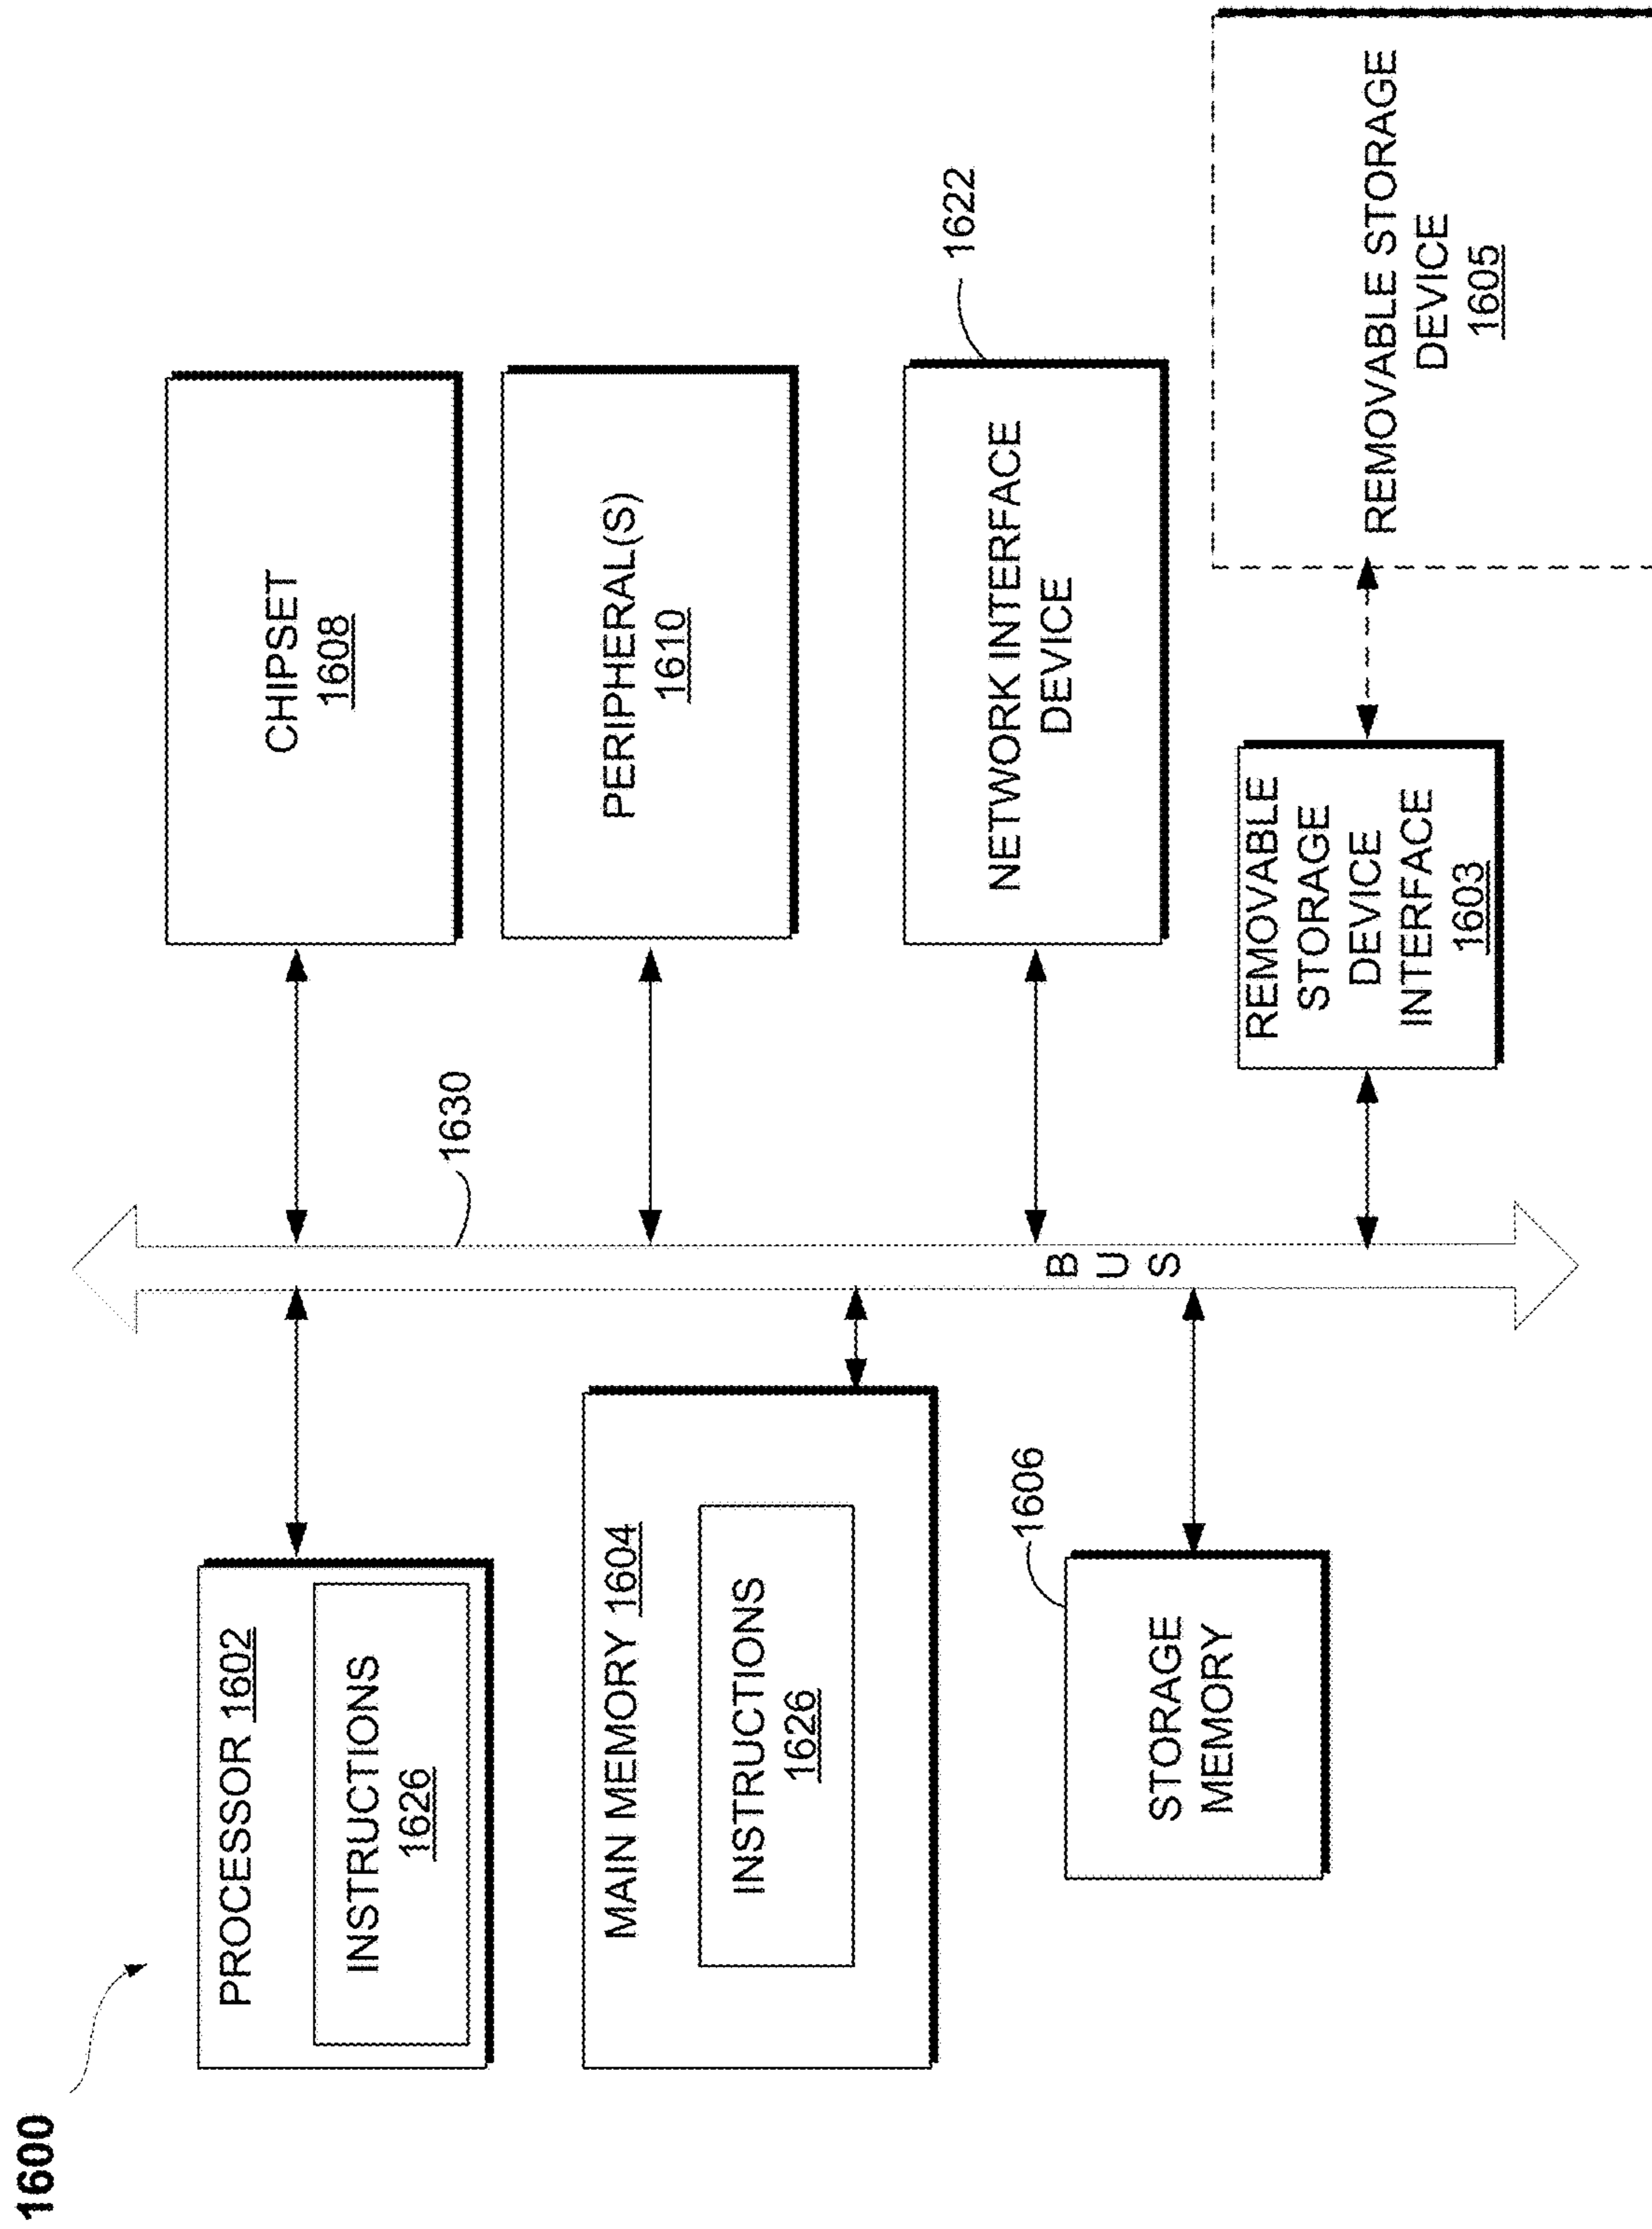 1600
PROCESSOR 1602
INSTRUCTIONS
1626
MAIN MEMORY 1604
INSTRUCTIONS
1626
1606
STORAGE
MEMORY
1630
B
U
S
CHIPSET
1608
PERIPHERAL(S)
1610
1622
NETWORK INTERFACE
DEVICE
REMOVABLE
STORAGE
DEVICE
INTERFACE
1603
REMOVABLE STORAGE
DEVICE
1605